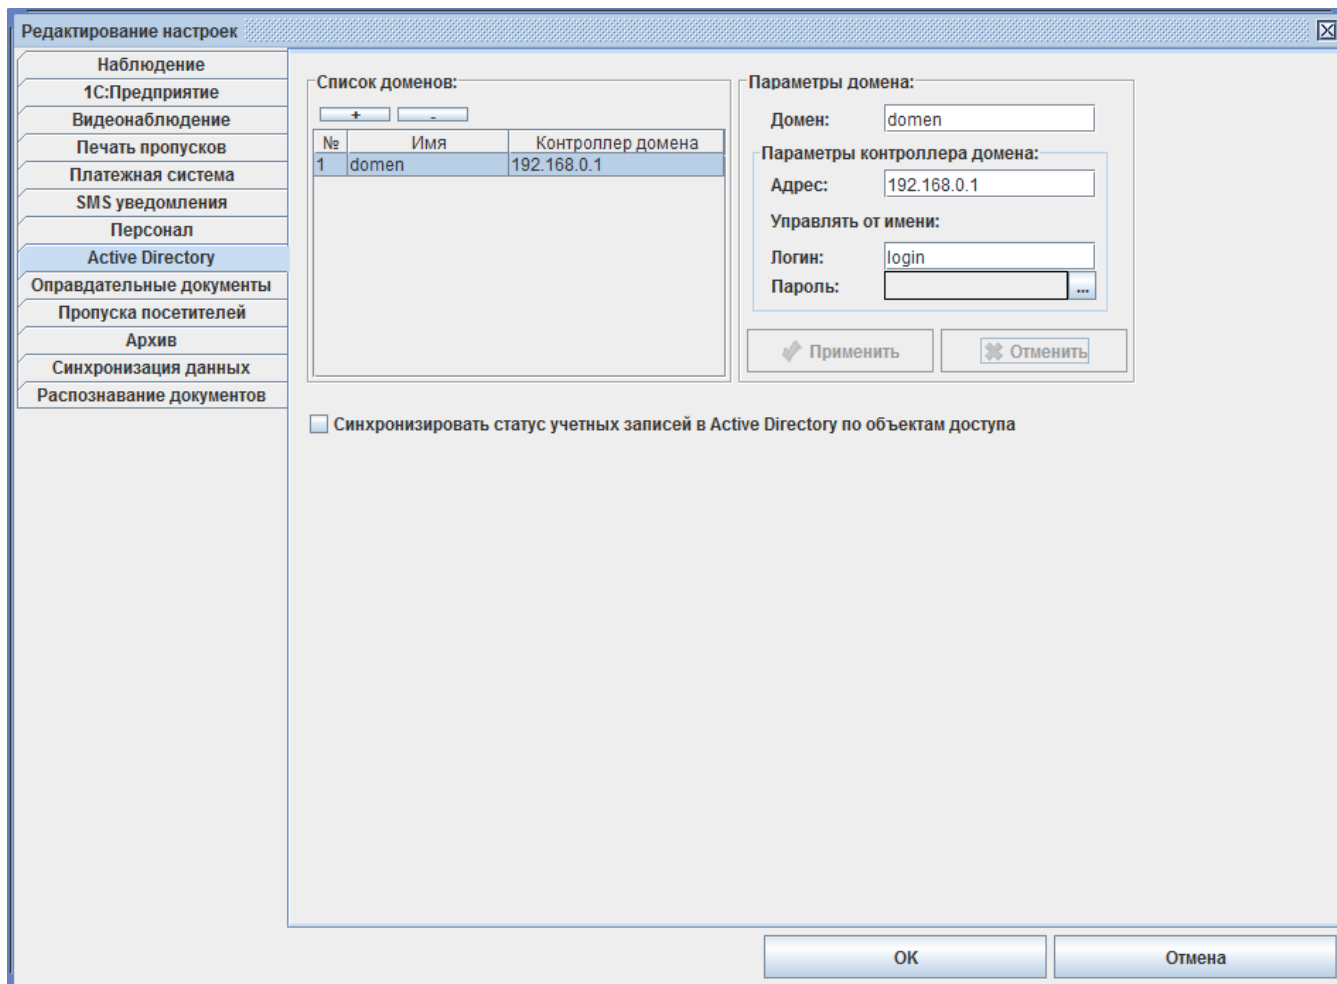 Редактирование настроек
Наблюдение
1С:Предприятие
Видеонаблюдение
Печать пропусков
Платежная система
SMS уведомления
Персонал
Active Directory
Оправдательные документы
Пропуска посетителей
Архив
Синхронизация данных
Распознавание документов
Список доменов:
+ -
№ Имя Контроллер домена
1 domen 192.168.0.1
Параметры домена:
Домен: domen
Параметры контроллера домена:
Адрес: 192.168.0.1
Управлять от имени:
Логин: login
Пароль: ...
Применить Отменить
Синхронизировать статус учетных записей в Active Directory по объектам доступа
OK Отмена